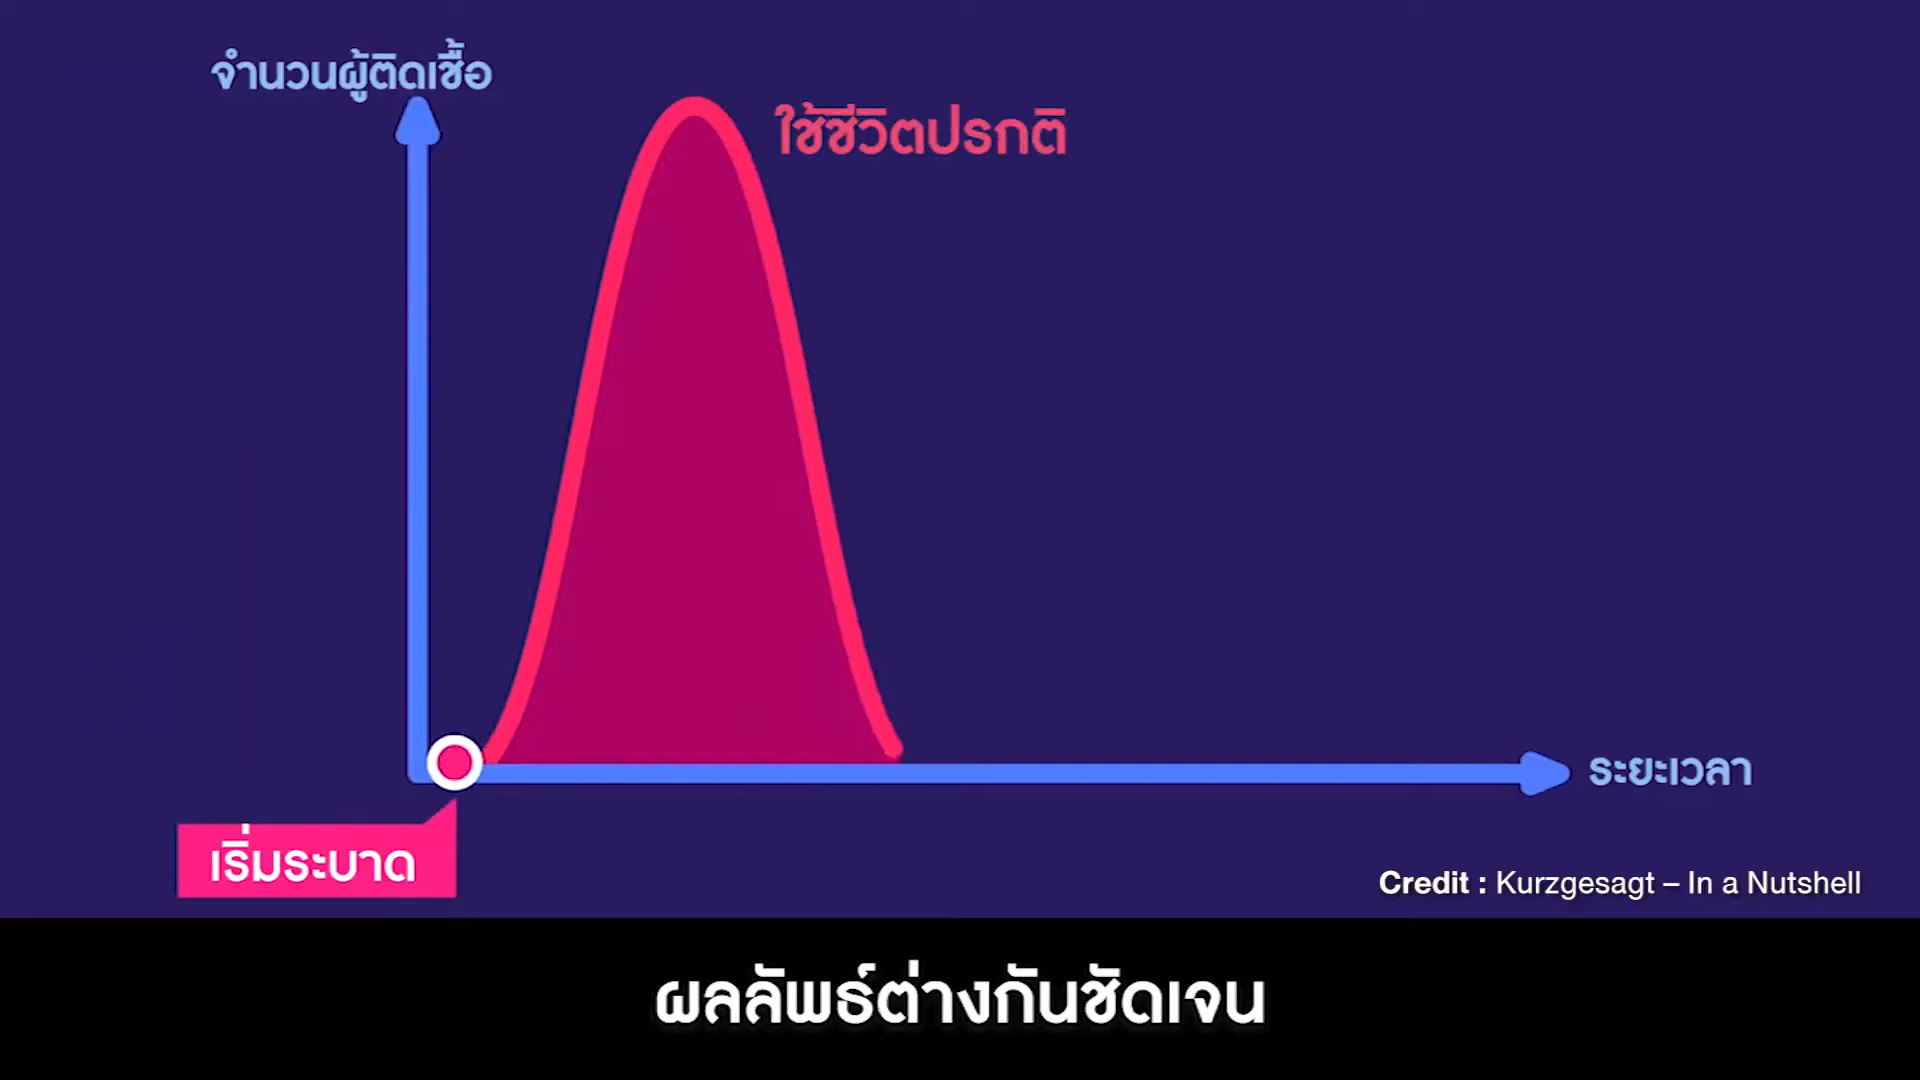 จำนวนผู้ติดเชื้อ
ใช้ชีวิตปรกติ
ระยะเวลา
เริ่มระบาด
Credit : Kurzgesagt – In a Nutshell
ผลลัพธ์ต่างกันชัดเจน